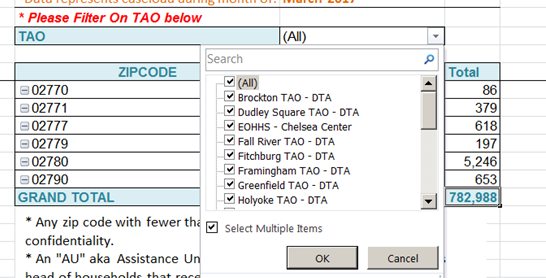 Data represents caseload during month of: March 2017
* Please Filter On TAO below
TAO (All)
Search
(All)
Brockton TAO - DTA
Dudley Square TAO - DTA
EOHHS - Chelsea Center
Fall River TAO - DTA
Fitchburg TAO - DTA
Framingham TAO - DTA
Greenfield TAO - DTA
Holyoke TAO - DTA
Select Multiple Items
OK Cancel
ZIPCODE Total
02770 86
02771 379
02777 618
02779 197
02780 5,246
02790 653
GRAND TOTAL 782,988
* Any zip code with fewer tha
confidentiality.
* An "AU" aka Assistance Un
head of households that rece